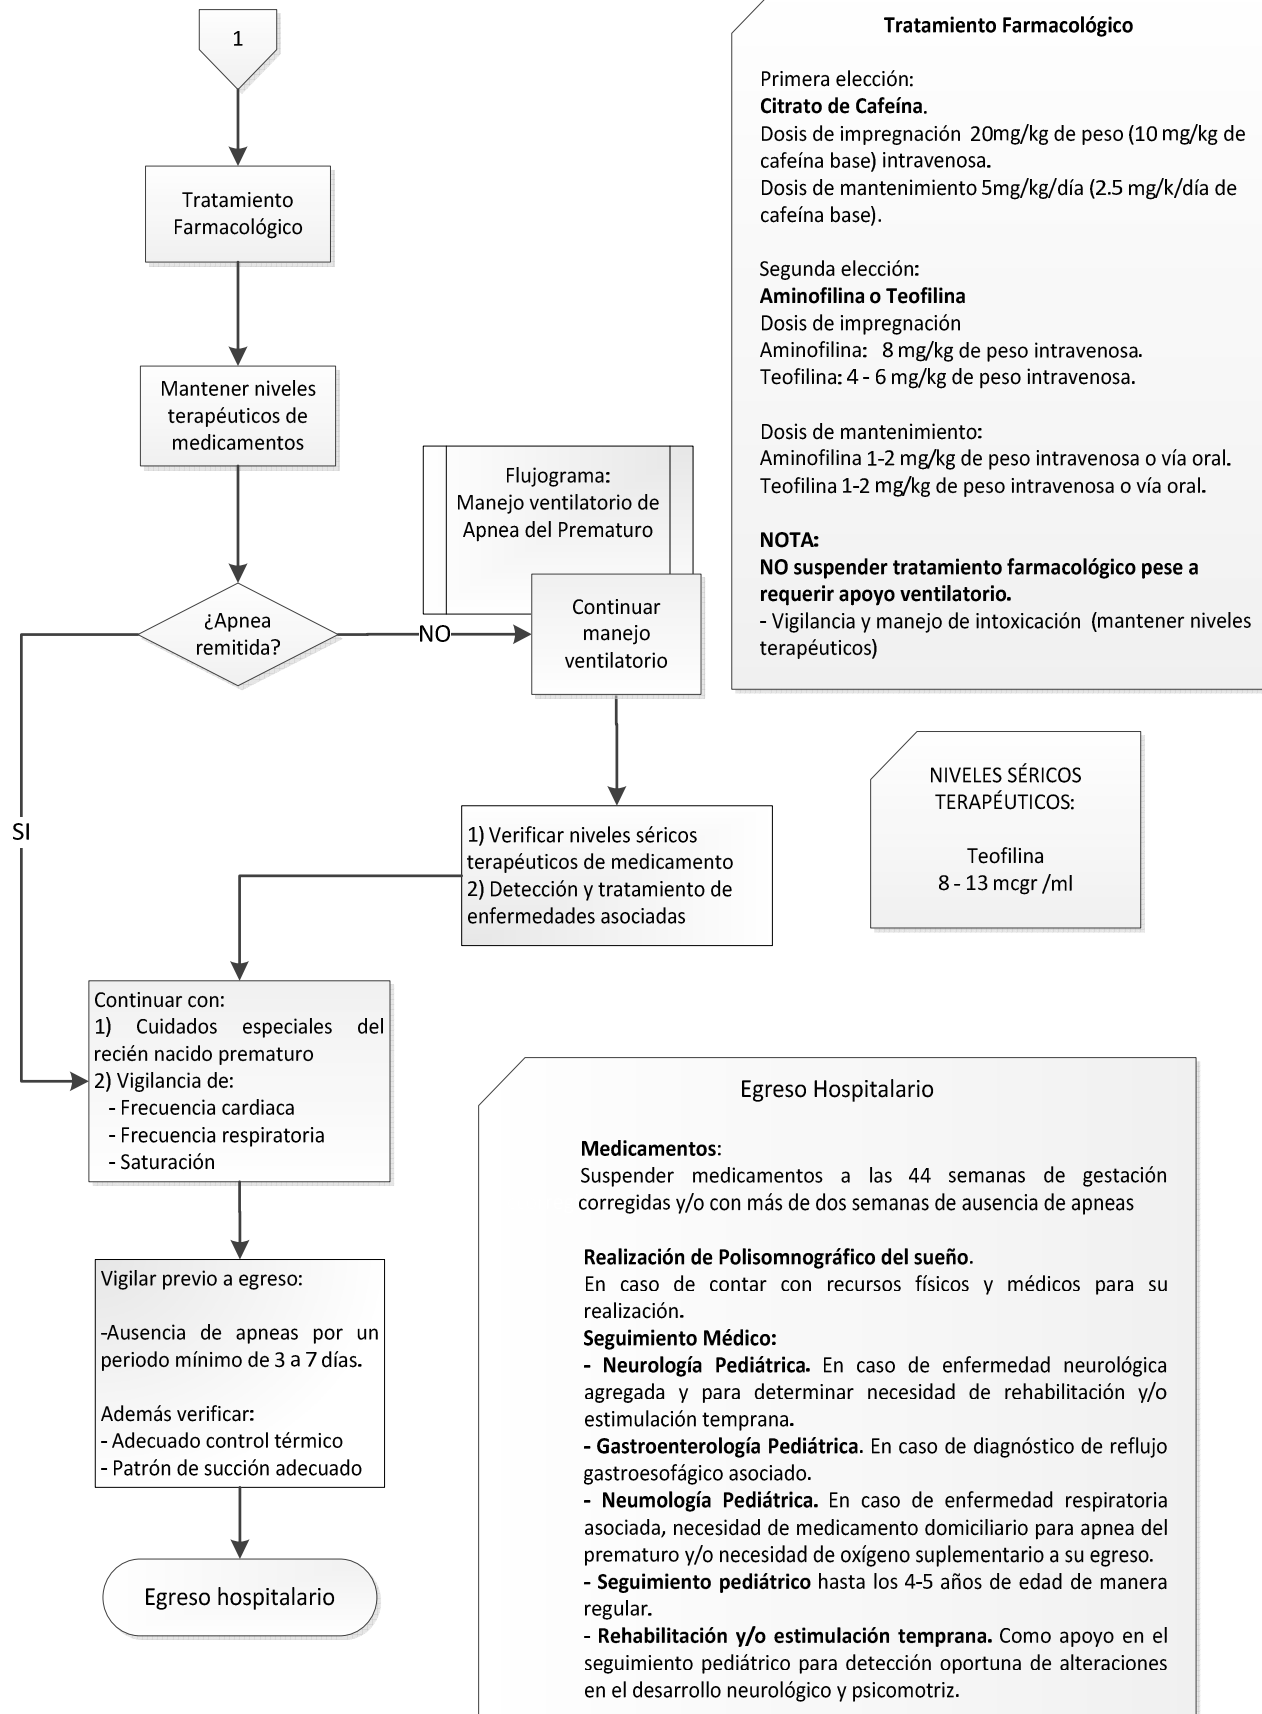 1
Tratamiento
Farmacológico
Mantener niveles
terapéuticos de
medicamentos
¿Apnea
remitida?
NO
SI
Flujograma:
Manejo ventilatorio de
Apnea del Prematuro
Continuar
manejo
ventilatorio
1) Verificar niveles séricos
terapéuticos de medicamento
2) Detección y tratamiento de
enfermedades asociadas
Continuar con:
1) Cuidados especiales del
recién nacido prematuro
2) Vigilancia de:
- Frecuencia cardiaca
- Frecuencia respiratoria
- Saturación
Vigilar previo a egreso:
-Ausencia de apneas por un
periodo mínimo de 3 a 7 días.
Además verificar:
- Adecuado control térmico
- Patrón de succión adecuado
Egreso hospitalario
Tratamiento Farmacológico
Primera elección:
Citrato de Cafeína.
Dosis de impregnación 20mg/kg de peso (10 mg/kg de
cafeína base) intravenosa.
Dosis de mantenimiento 5mg/kg/día (2.5 mg/k/día de
cafeína base).
Segunda elección:
Aminofilina o Teofilina
Dosis de impregnación
Aminofilina: 8 mg/kg de peso intravenosa.
Teofilina: 4 - 6 mg/kg de peso intravenosa.
Dosis de mantenimiento:
Aminofilina 1-2 mg/kg de peso intravenosa o vía oral.
Teofilina 1-2 mg/kg de peso intravenosa o vía oral.
NOTA:
NO suspender tratamiento farmacológico pese a
requerir apoyo ventilatorio.
- Vigilancia y manejo de intoxicación (mantener niveles
terapéuticos)
NIVELES SÉRICOS
TERAPÉUTICOS:
Teofilina
8 - 13 mcgr /ml
Egreso Hospitalario
Medicamentos:
Suspender medicamentos a las 44 semanas de gestación
corregidas y/o con más de dos semanas de ausencia de apneas
Realización de Polisomnográfico del sueño.
En caso de contar con recursos físicos y médicos para su
realización.
Seguimiento Médico:
- Neurología Pediátrica. En caso de enfermedad neurológica
agregada y para determinar necesidad de rehabilitación y/o
estimulación temprana.
- Gastroenterología Pediátrica. En caso de diagnóstico de reflujo
gastroesofágico asociado.
- Neumología Pediátrica. En caso de enfermedad respiratoria
asociada, necesidad de medicamento domiciliario para apnea del
prematuro y/o necesidad de oxígeno suplementario a su egreso.
- Seguimiento pediátrico hasta los 4-5 años de edad de manera
regular.
- Rehabilitación y/o estimulación temprana. Como apoyo en el
seguimiento pediátrico para detección oportuna de alteraciones
en el desarrollo neurológico y psicomotriz.